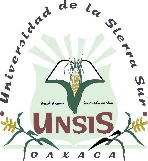 Universidad de la Sierra Sur
UNSIS
OAXACA